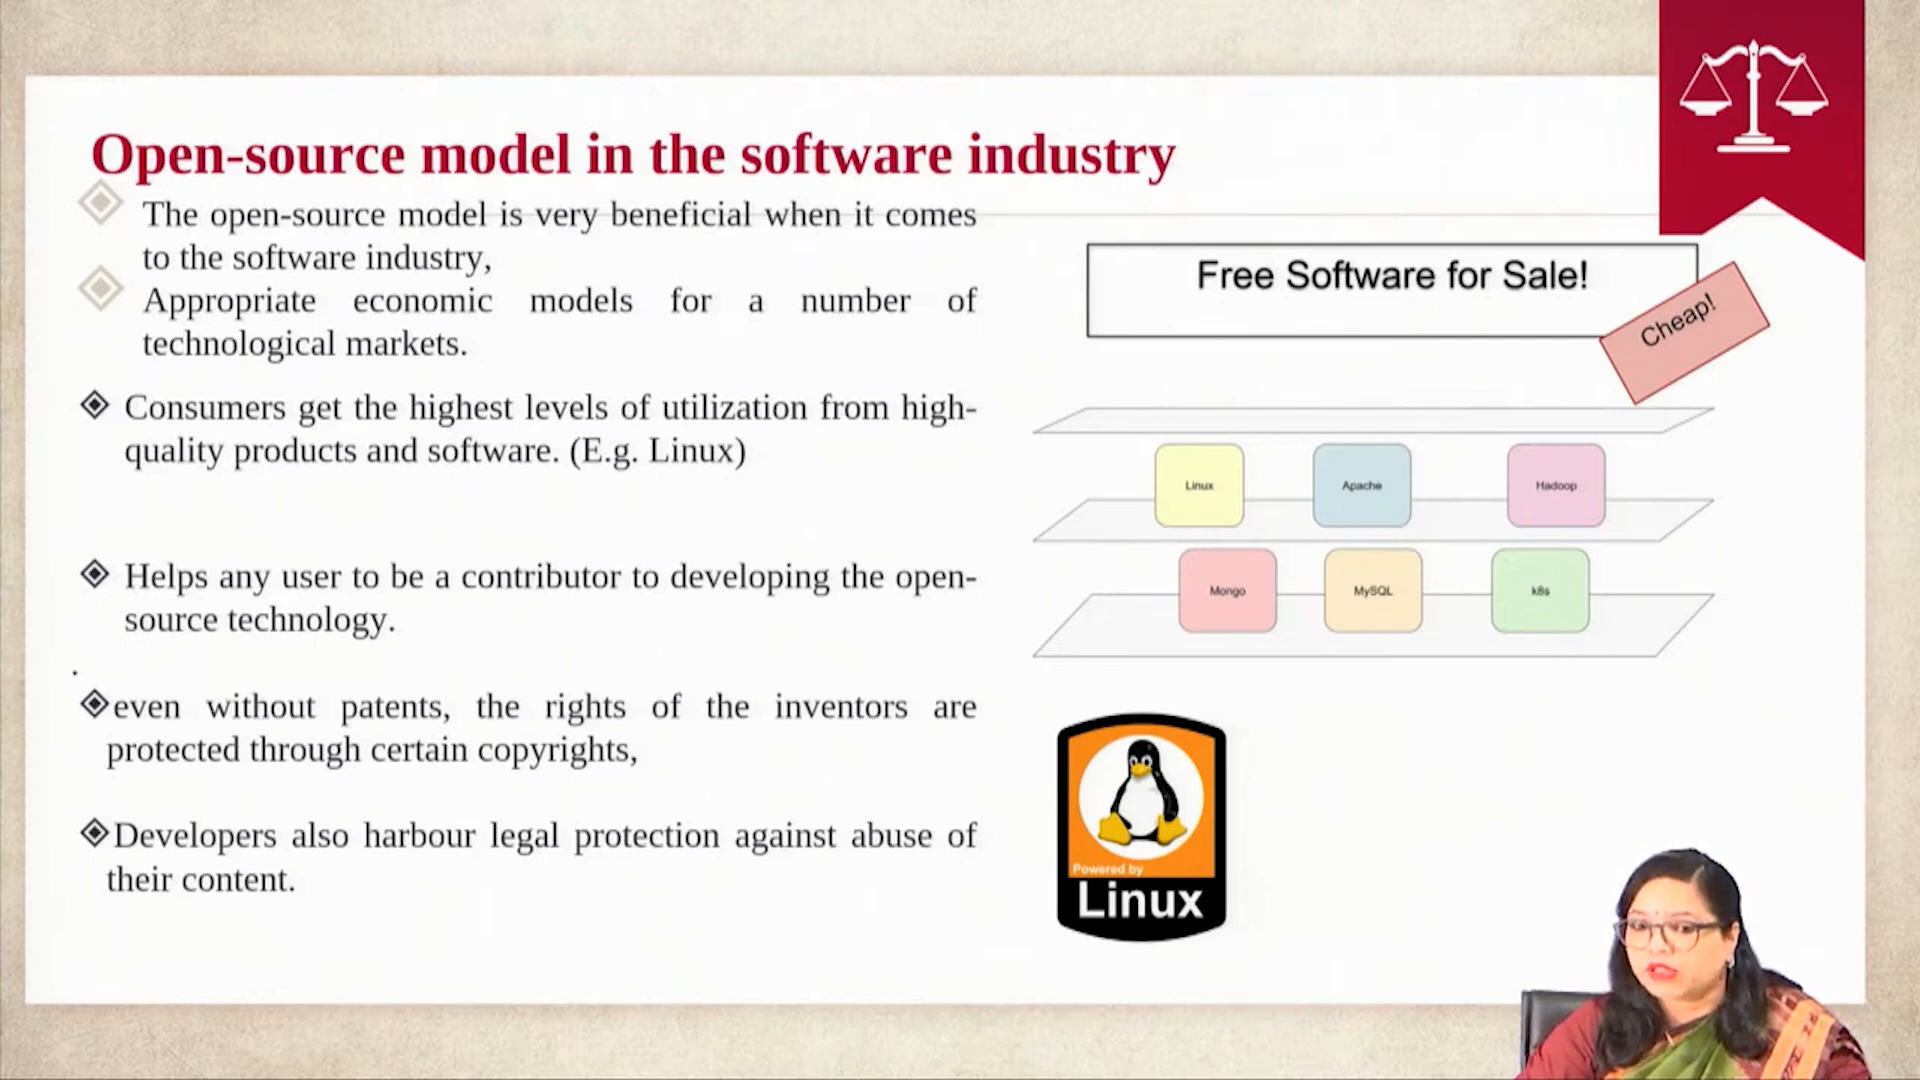 Open-source model in the software industry
The open-source model is very beneficial when it comes
to the software industry,
Appropriate economic models for a number of
technological markets.
Consumers get the highest levels of utilization from high-
quality products and software. (E.g. Linux)
Helps any user to be a contributor to developing the open-
source technology.
.
even without patents, the rights of the inventors are
protected through certain copyrights,
Developers also harbour legal protection against abuse of
their content.
Free Software for Sale!
Cheap!
Linux
Apache
Hadoop
Mongo
MySQL
k8s
Powered by
Linux